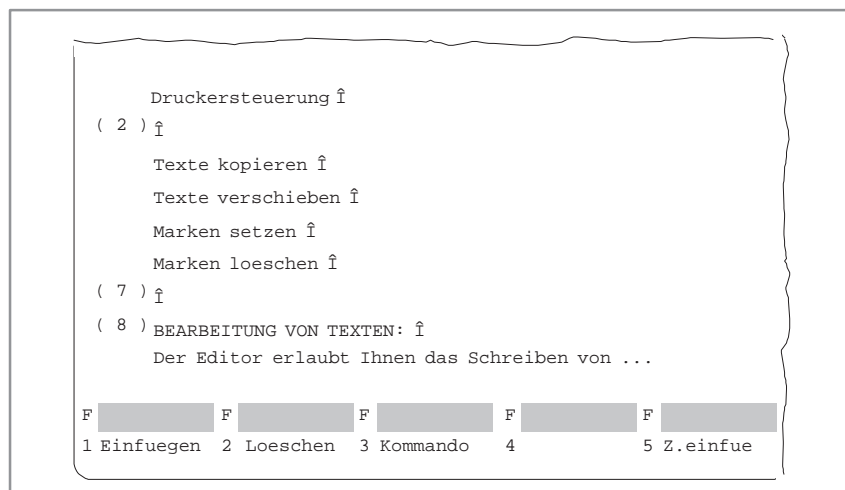 Druckersteuerung Î
( 2 ) Î
Texte kopieren Î
Texte verschieben Î
Marken setzen Î
Marken loeschen Î
( 7 ) Î
( 8 ) BEARBEITUNG VON TEXTEN: Î
Der Editor erlaubt Ihnen das Schreiben von ...
F F F F F
1 Einfuegen 2 Loeschen 3 Kommando 4 5 Z.einfue